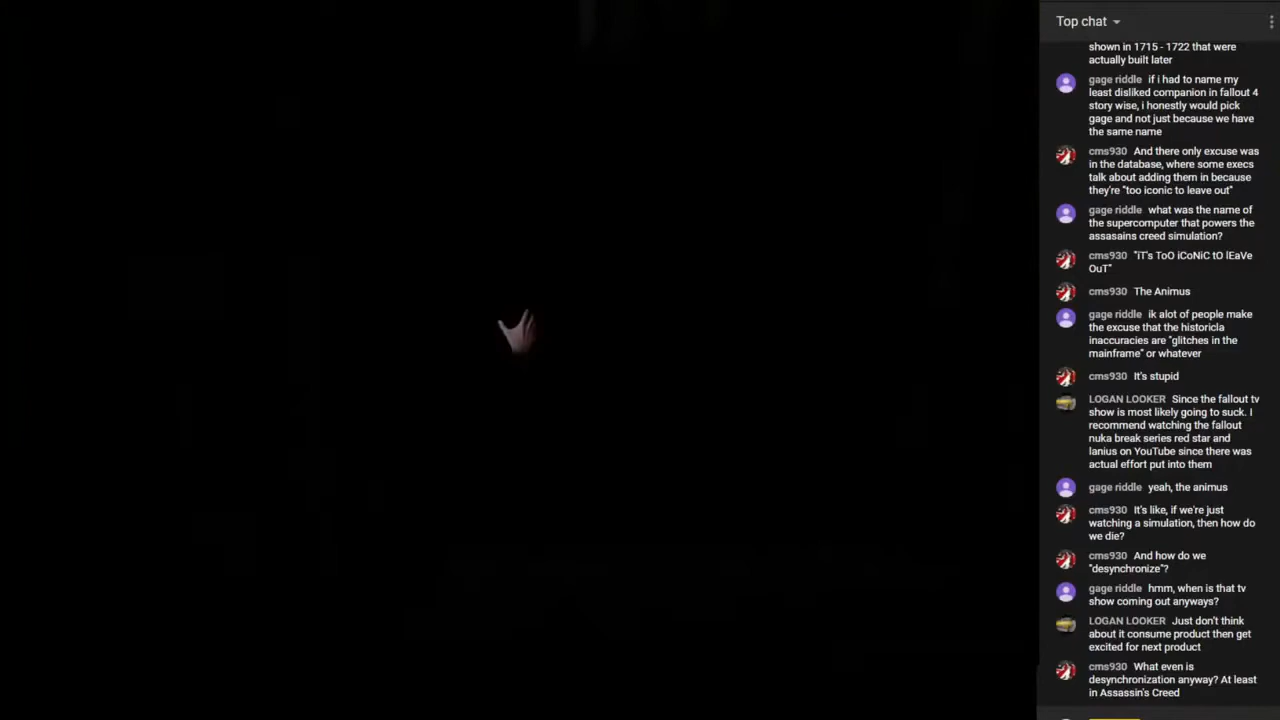 Top chat
shown in 1715 - 1722 that were
actually built later
gage riddle if i had to name my
least disliked companion in fallout 4
story wise, i honestly would pick
gage and not just because we have
the same name
cms930 And there only excuse was
in the database, where some execs
talk about adding them in because
they're "too iconic to leave out"
gage riddle what was the name of
the supercomputer that powers the
assasains creed simulation?
cms930 "iT's ToO iCoNiC tO lEaVe
OuT"
cms930 The Animus
gage riddle ik alot of people make
the excuse that the historicla
inaccuracies are "glitches in the
mainframe" or whatever
cms930 It's stupid
LOGAN LOOKER Since the fallout tv
show is most likely going to suck. I
recommend watching the fallout
nuka break series red star and
lanius on YouTube since there was
actual effort put into them
gage riddle yeah, the animus
cms930 It's like, if we're just
watching a simulation, then how do
we die?
cms930 And how do we
"desynchronize"?
gage riddle hmm, when is that tv
show coming out anyways?
LOGAN LOOKER Just don't think
about it consume product then get
excited for next product
cms930 What even is
desynchronization anyway? At least
in Assassin's Creed